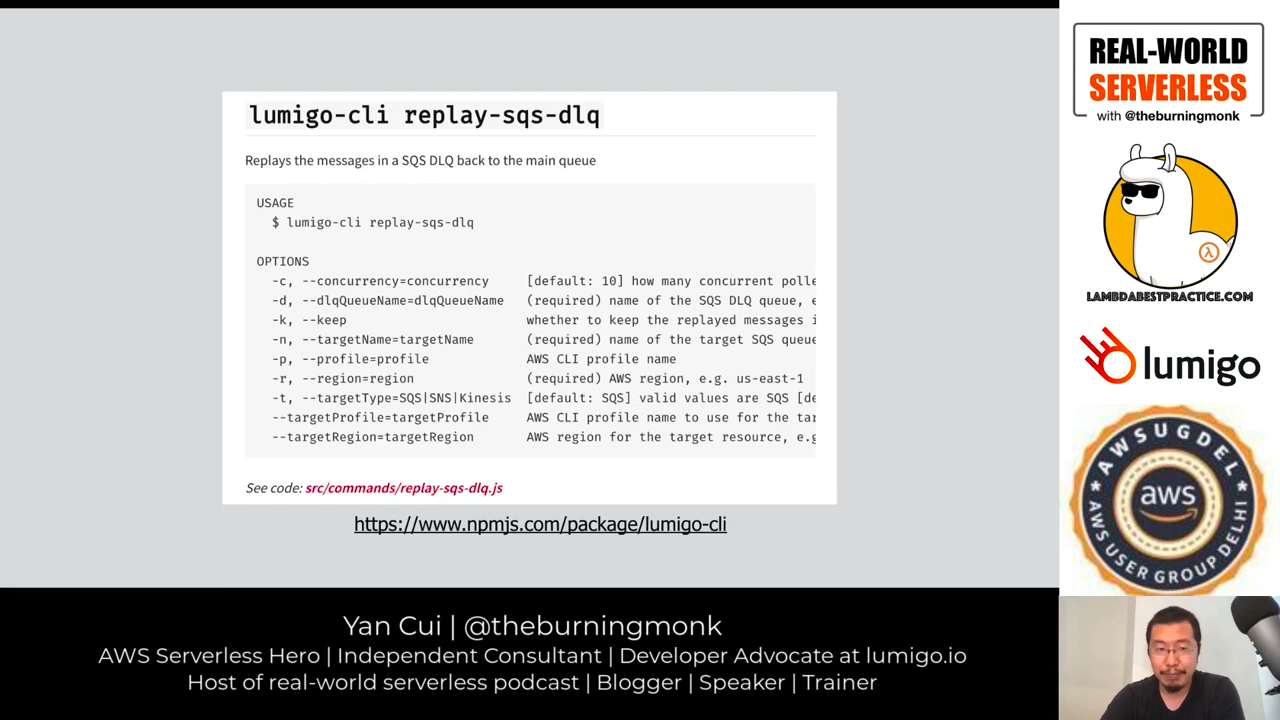 lumigo-cli replay-sqs-dlq
Replays the messages in a SQS DLQ back to the main queue
USAGE
$ lumigo-cli replay-sqs-dlq
OPTIONS
-c, --concurrency=concurrency [default: 10] how many concurrent polle
-d, --dlqQueueName=dlqQueueName (required) name of the SQS DLQ queue, e
-k, --keep whether to keep the replayed messages i
-n, --targetName=targetName (required) name of the target SQS queue
-p, --profile=profile AWS CLI profile name
-r, --region=region (required) AWS region, e.g. us-east-1
-t, --targetType=SQS|SNS|Kinesis [default: SQS] valid values are SQS [de
--targetProfile=targetProfile AWS CLI profile name to use for the tar
--targetRegion=targetRegion AWS region for the target resource, e.g
See code: src/commands/replay-sqs-dlq.js
https://www.npmjs.com/package/lumigo-cli
Yan Cui | @theburningmonk
AWS Serverless Hero | Independent Consultant | Developer Advocate at lumigo.io
Host of real-world serverless podcast | Blogger | Speaker | Trainer
REAL-WORLD
SERVERLESS
with @theburningmonk
LAMBDABESTPRACTICE.COM
lumigo
AWSUGDEL
aws
AWS USER GROUP DELHI